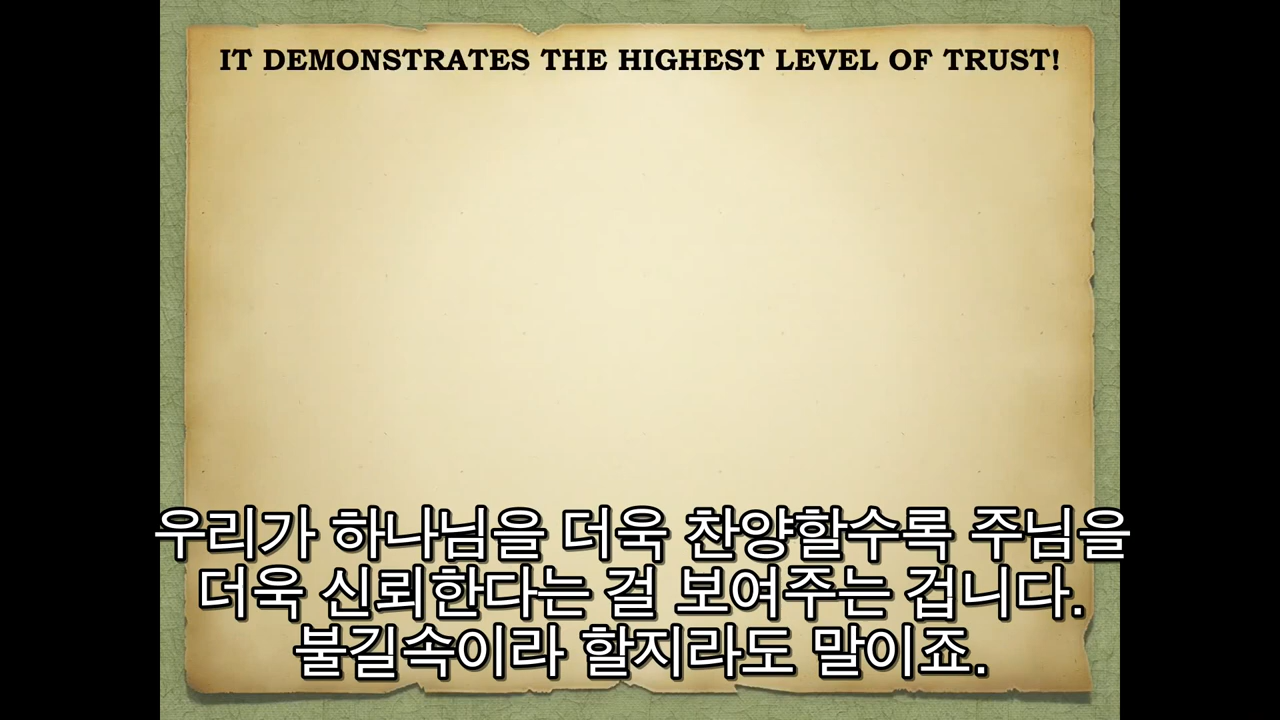 IT DEMONSTRATES THE HIGHEST LEVEL OF TRUST!
우리가 하나님을 더욱 찬양할수록 주님을
더욱 신뢰한다는 걸 보여주는 겁니다.
불길속이라 할지라도 말이죠.